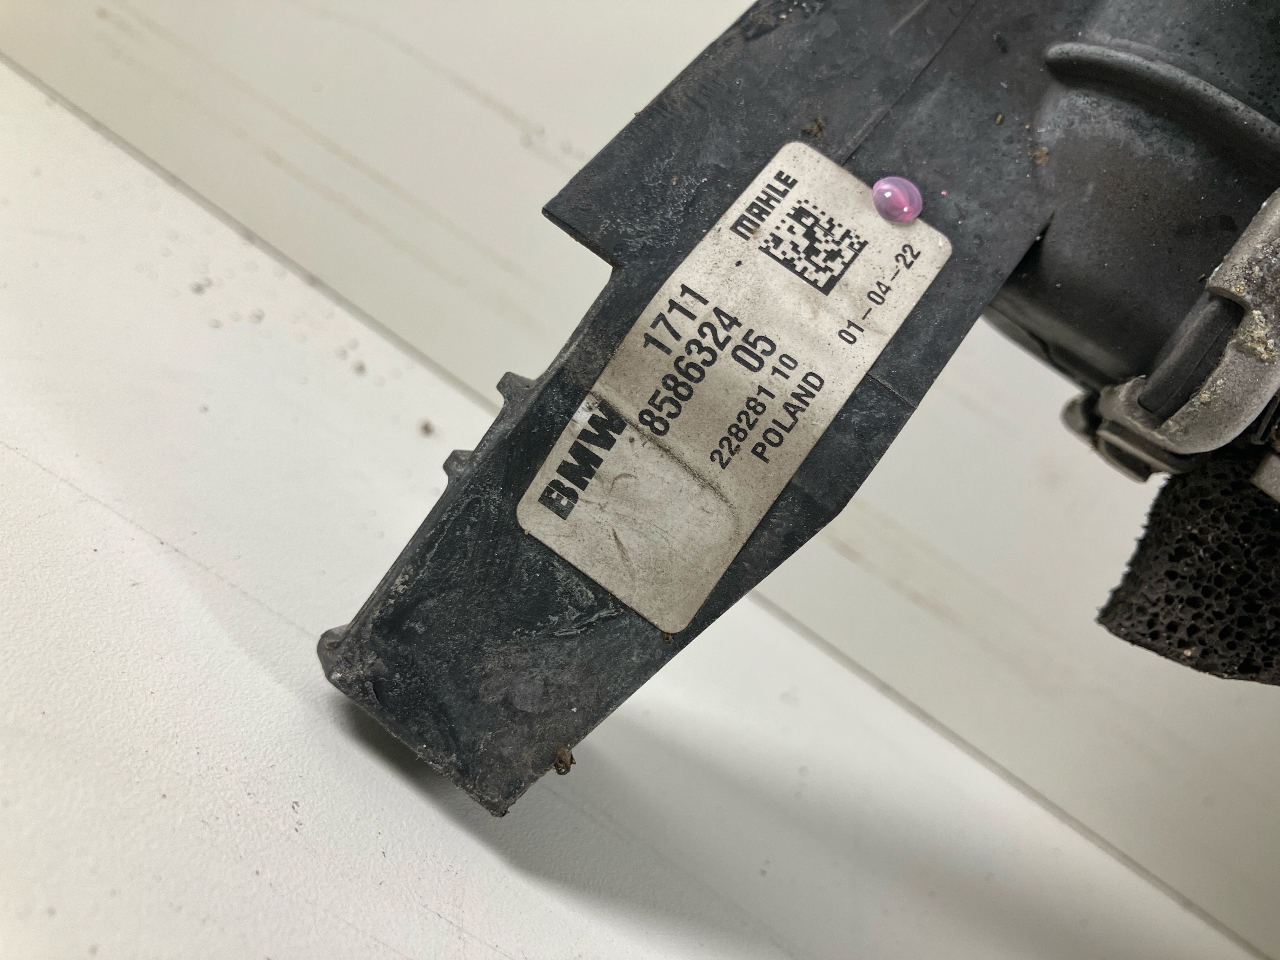 MAHLE
1711
8586324
05
228281 10
POLAND
01-04-22
BMW